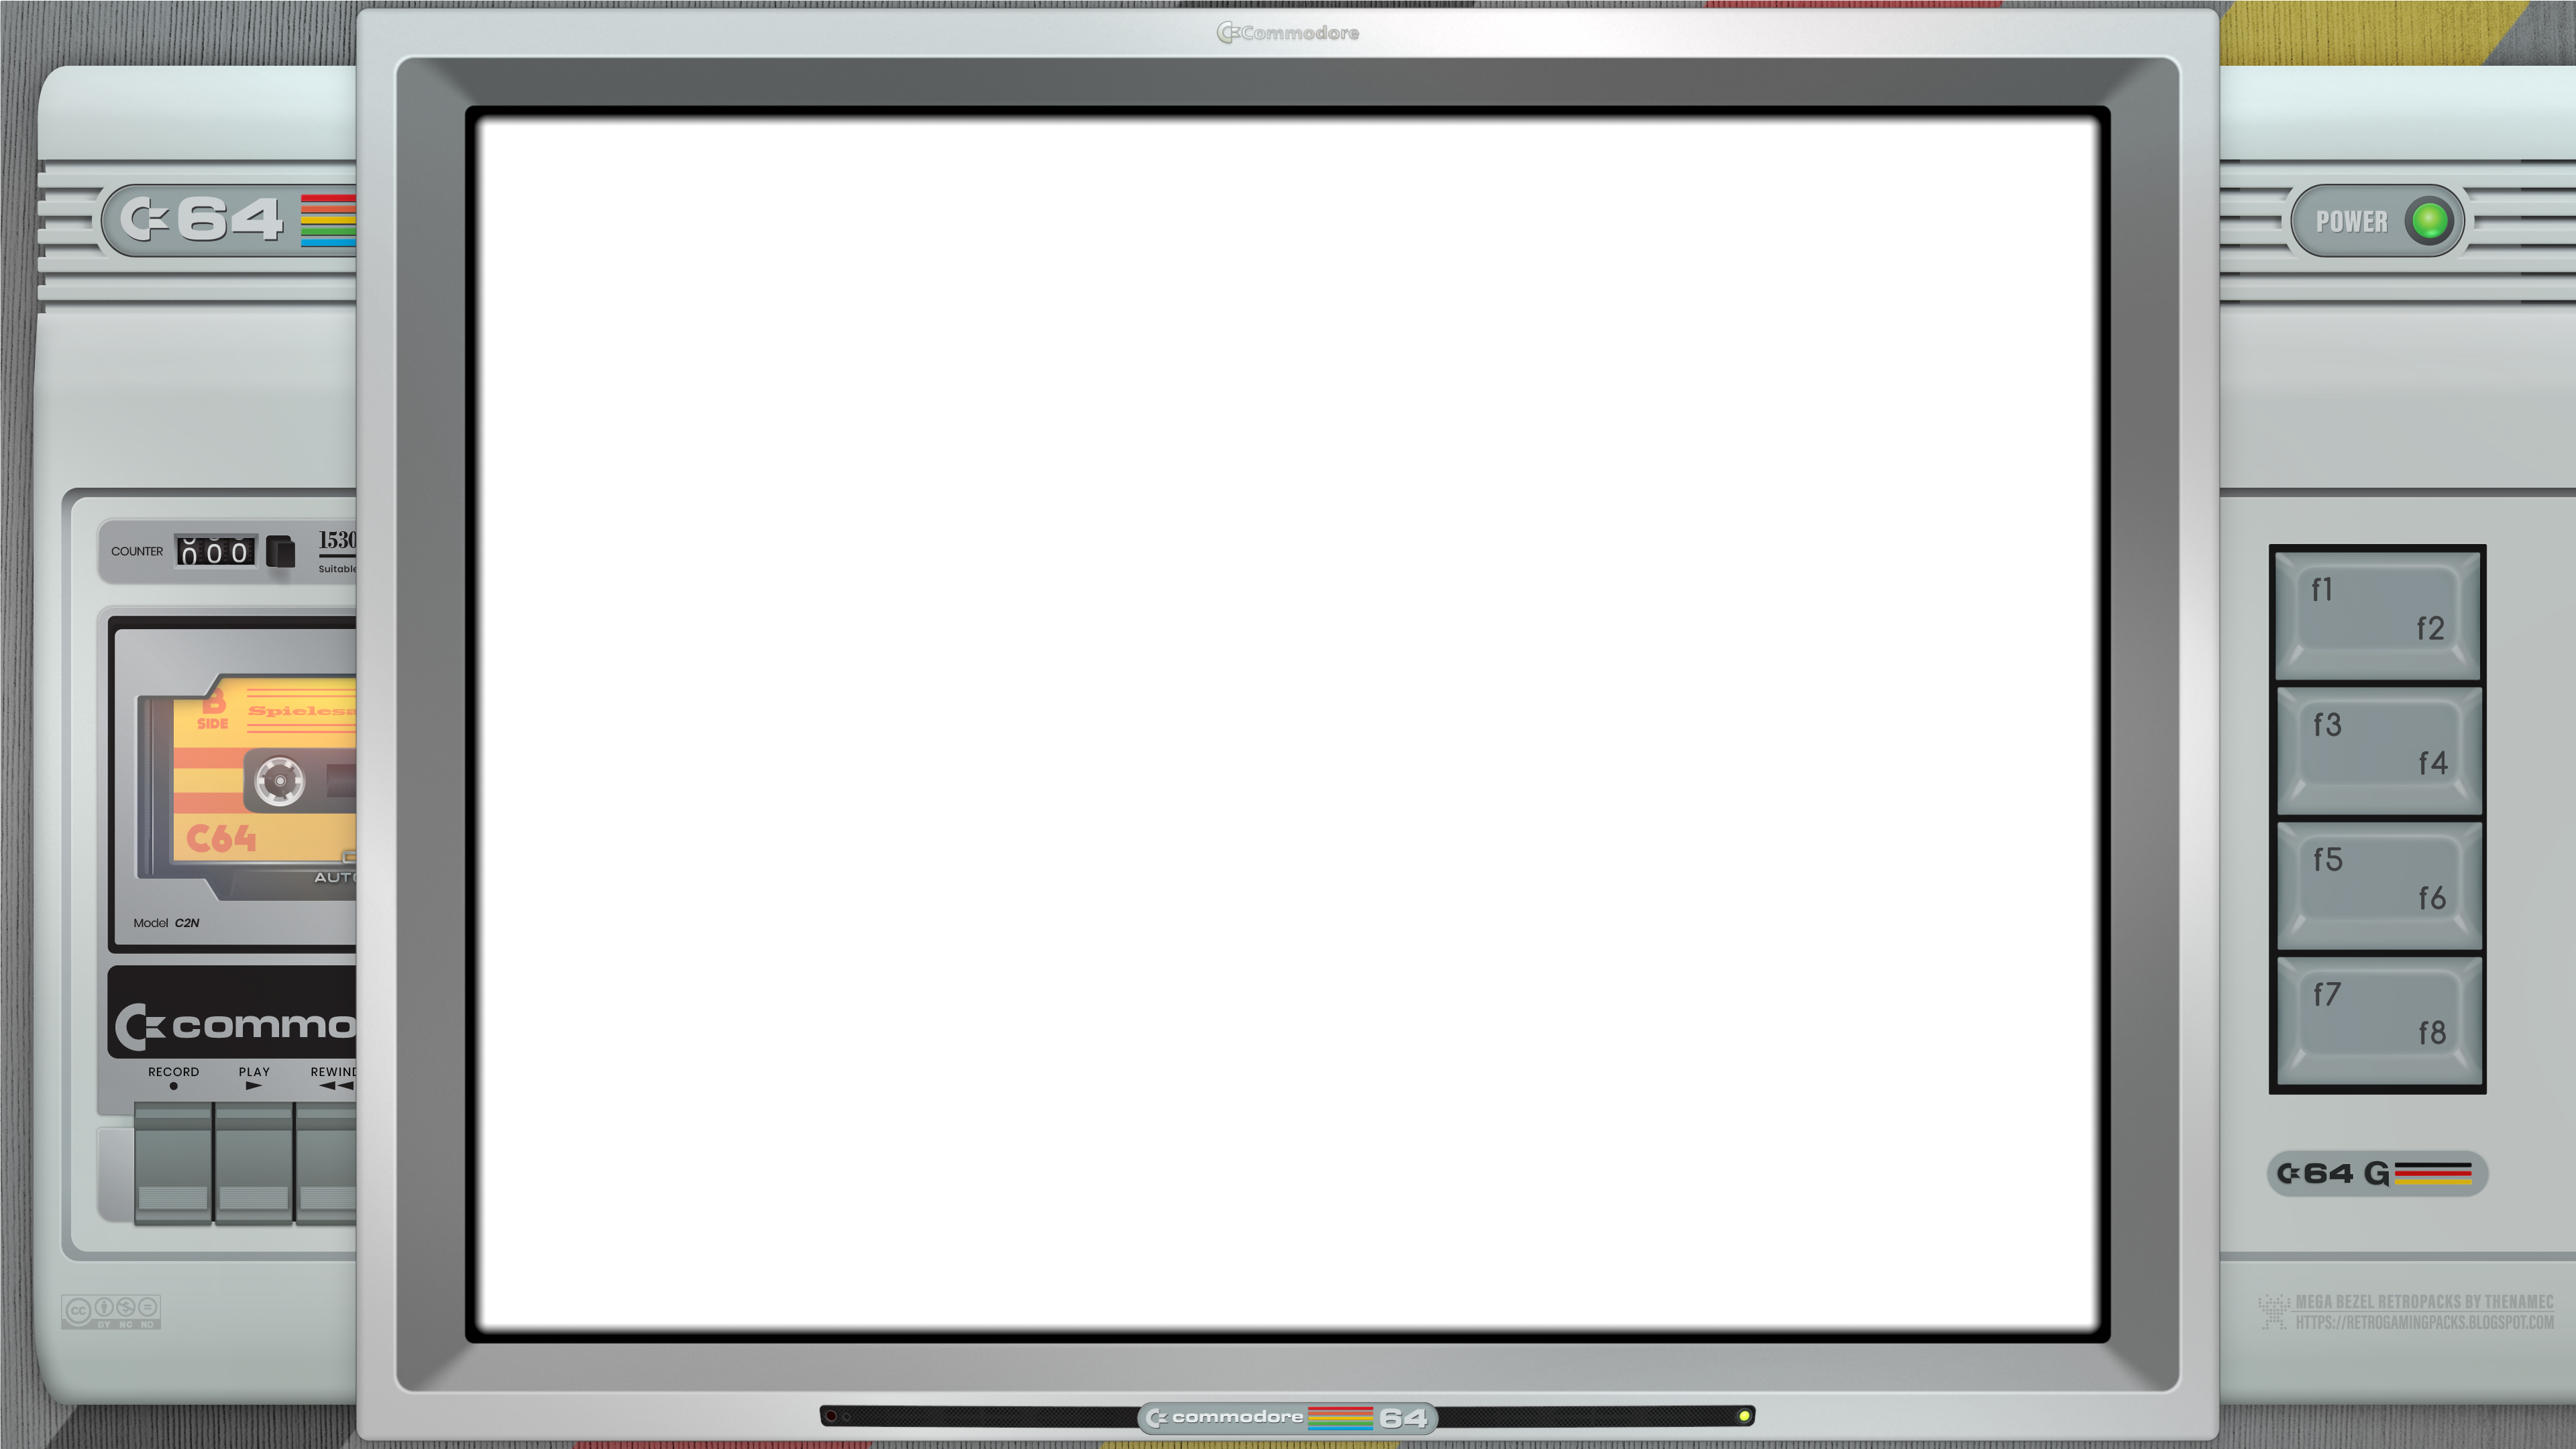 Commodore
C64
POWER
COUNTER
000
1530
Suitable
B
SIDE
C64
Model C2N
commo
RECORD
PLAY
REWIND
f1
f2
f3
f4
f5
f6
f7
f8
C64 G
cc
BY NC ND
MEGA BEZEL RETROPACKS BY THENAMEC
HTTPS://RETROGAMINGPACKS.BLOGSPOT.COM
commodore 64